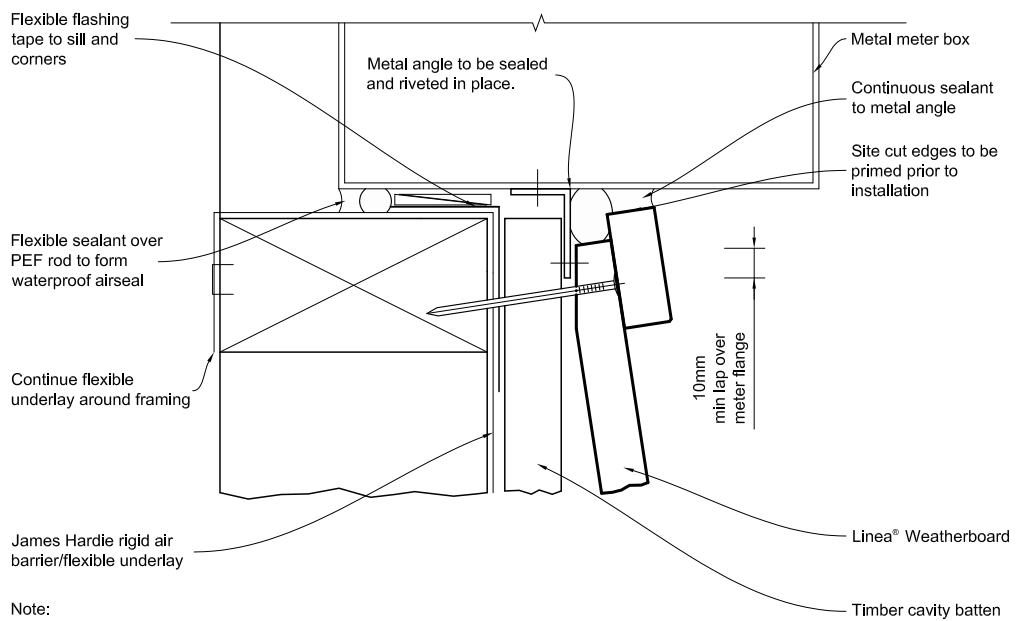 Flexible flashing
tape to sill and
corners
Metal angle to be sealed
and riveted in place.
Metal meter box
Continuous sealant
to metal angle
Site cut edges to be
primed prior to
installation
Flexible sealant over
PEF rod to form
waterproof airseal
Continue flexible
underlay around framing
10mm
min lap over
meter flange
James Hardie rigid air
barrier/flexible underlay
Linea® Weatherboard
Note:
Timber cavity batten